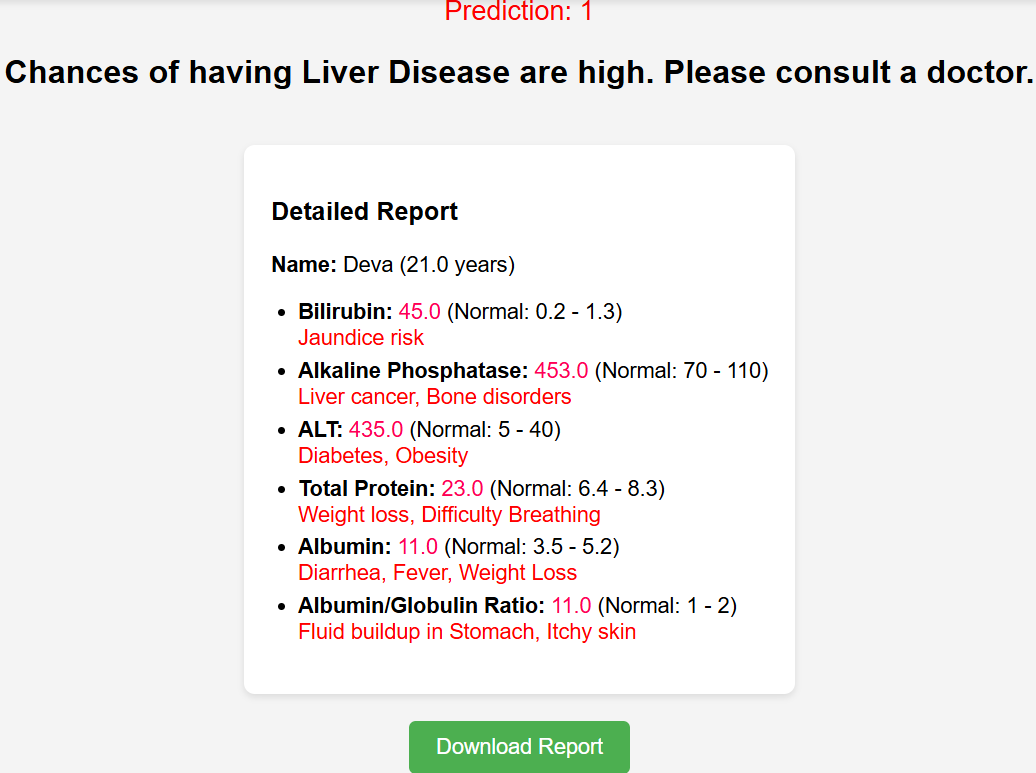 Prediction: 1
Chances of having Liver Disease are high. Please consult a doctor.
Detailed Report
Name: Deva (21.0 years)
• Bilirubin: 45.0 (Normal: 0.2 - 1.3)
Jaundice risk
• Alkaline Phosphatase: 453.0 (Normal: 70 - 110)
Liver cancer, Bone disorders
• ALT: 435.0 (Normal: 5 - 40)
Diabetes, Obesity
• Total Protein: 23.0 (Normal: 6.4 - 8.3)
Weight loss, Difficulty Breathing
• Albumin: 11.0 (Normal: 3.5 - 5.2)
Diarrhea, Fever, Weight Loss
• Albumin/Globulin Ratio: 11.0 (Normal: 1 - 2)
Fluid buildup in Stomach, Itchy skin
Download Report